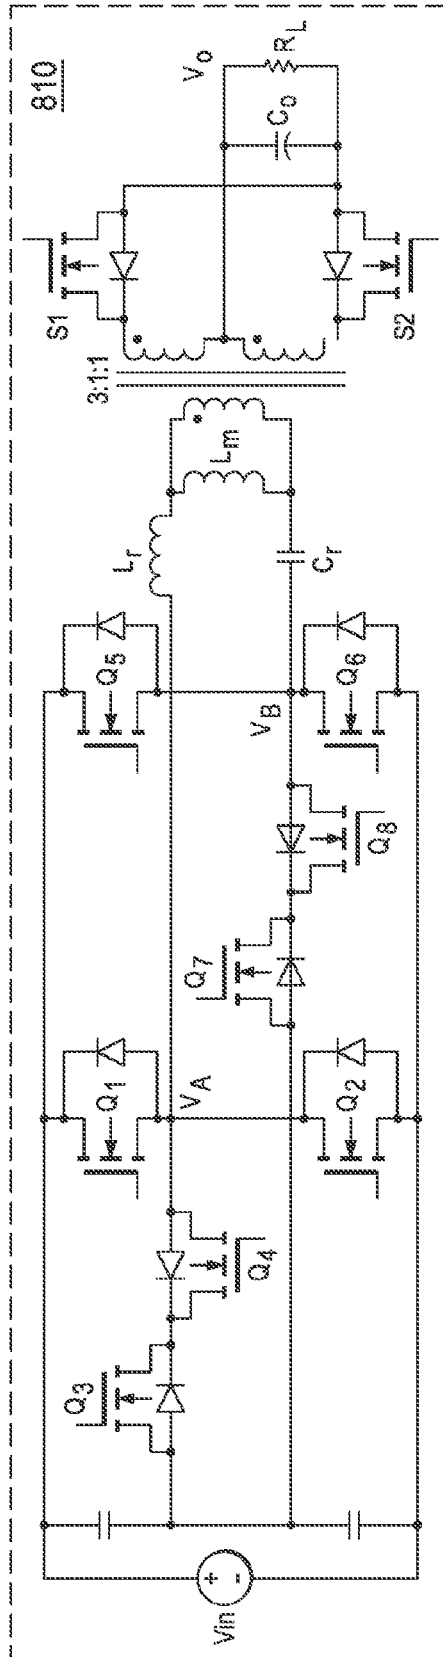 810
Vin
+
-
Q3
Q4
Q1
VA
Q2
Q7
Q8
Q5
VB
Q6
Lr
Cr
Lm
3:1:1
S1
S2
Vo
Co
RL